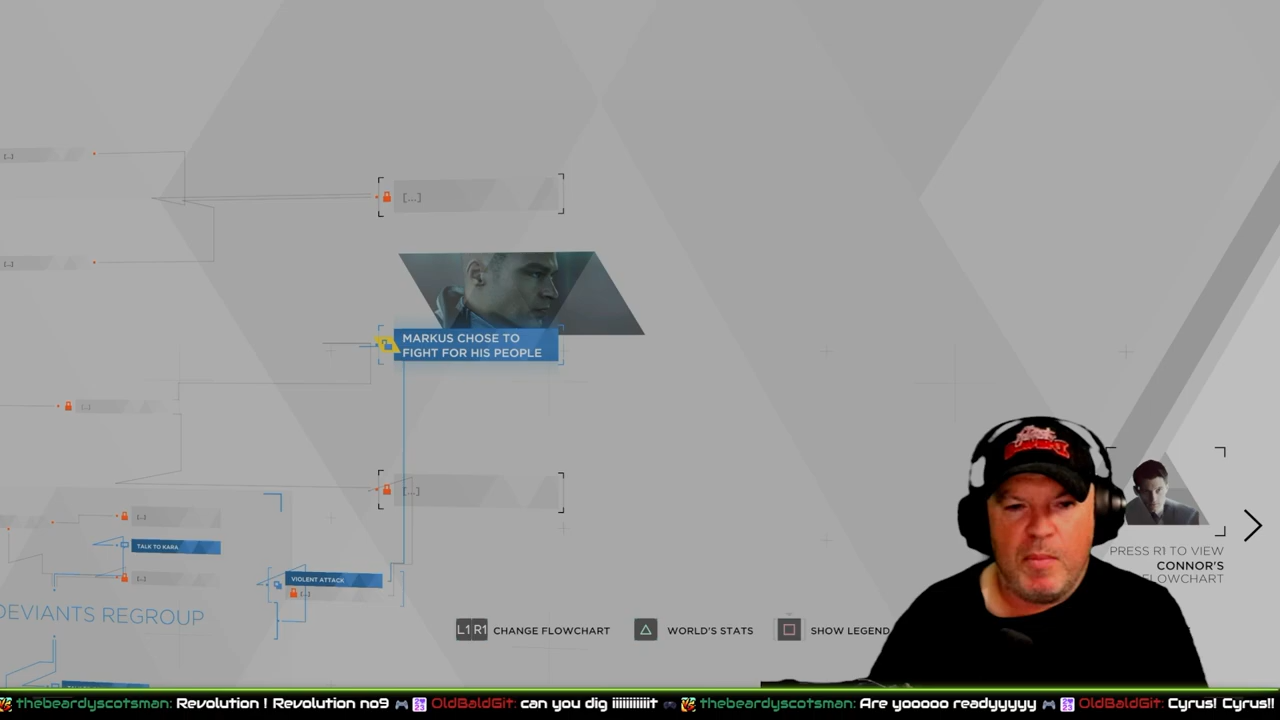 [...]
[...]
[...]
MARKUS CHOSE TO
FIGHT FOR HIS PEOPLE
[...]
[...]
[...]
TALK TO KARA
[...]
VIOLENT ATTACK
[...]
DEVIANTS REGROUP
PRESS R1 TO VIEW
CONNOR'S
FLOWCHART
L1 R1 CHANGE FLOWCHART
WORLD'S STATS
SHOW LEGEND
thebeardyscotsman: Revolution ! Revolution no9 OldBaldGit: can you dig iiiiiiiiiiit thebeardyscotsman: Are yooooo readyyyyy OldBaldGit: Cyrus! Cyrus!!